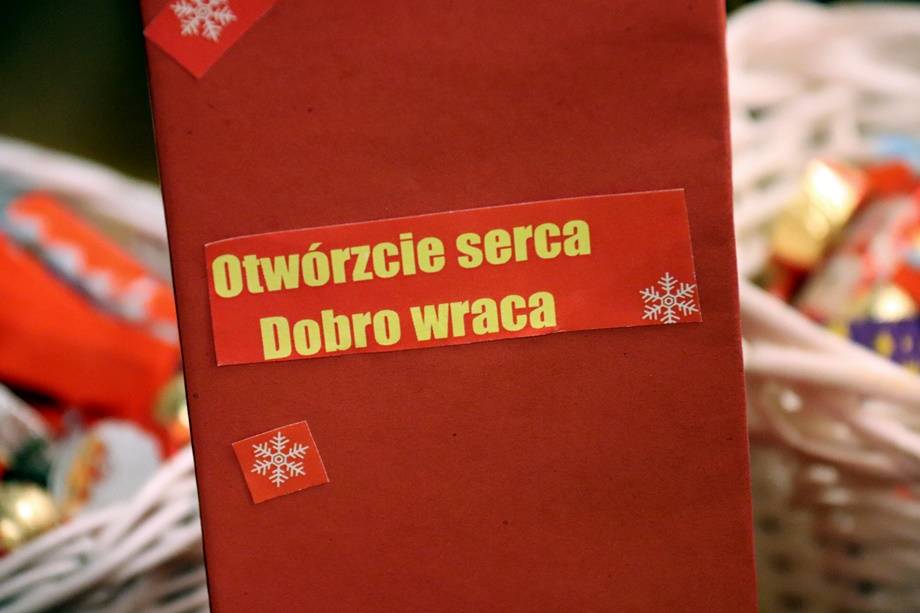 Otwórzcie serca
Dobro wraca